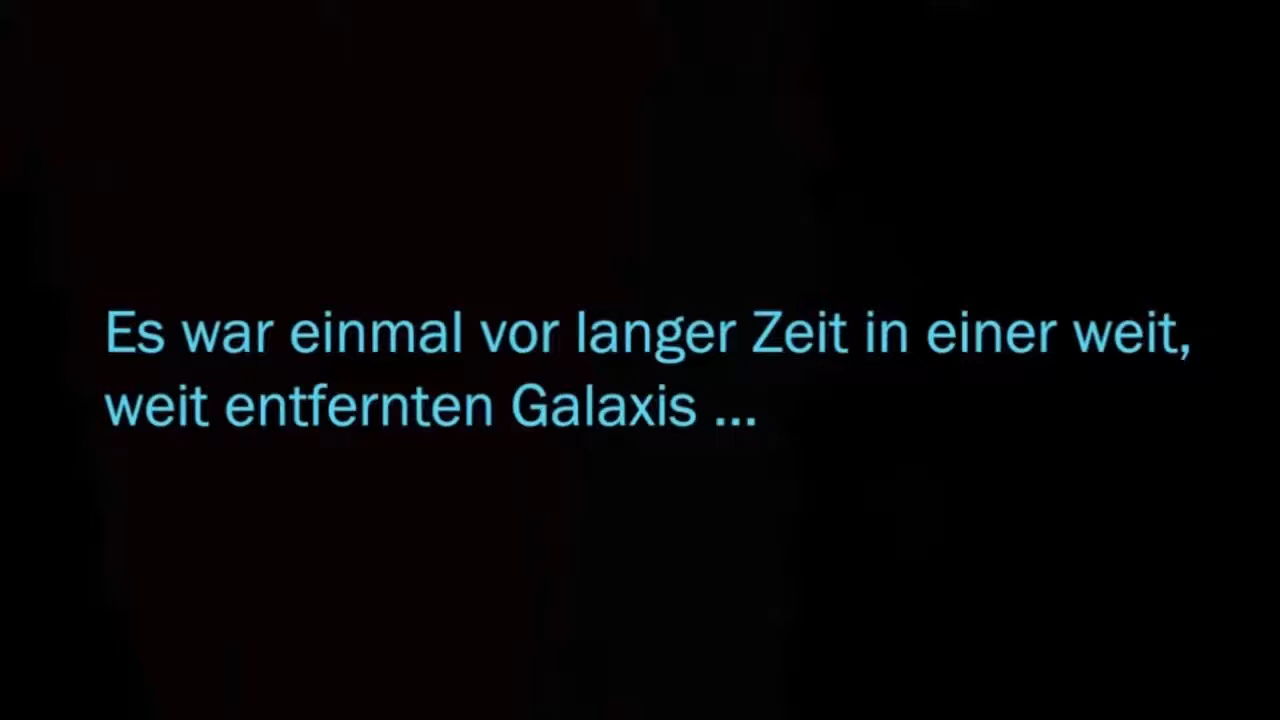 Es war einmal vor langer Zeit in einer weit,
weit entfernten Galaxis ...